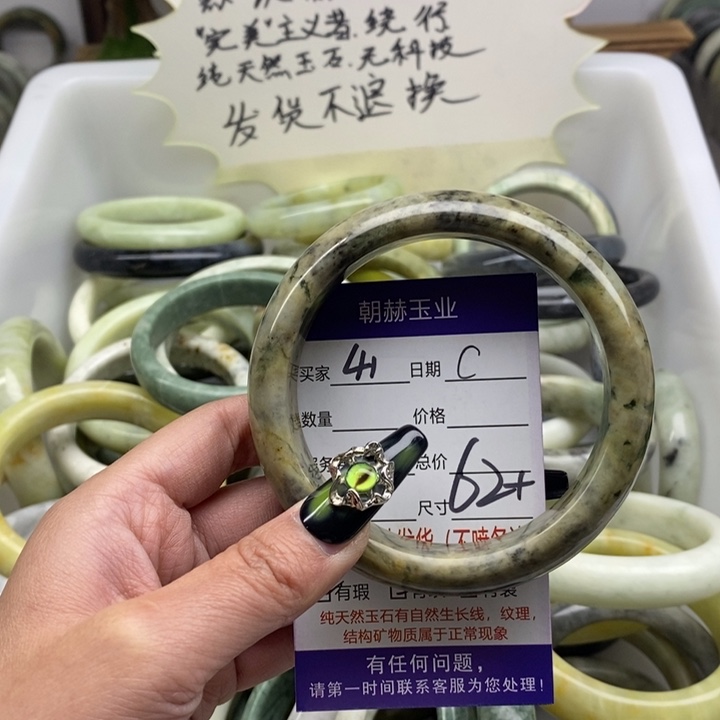 "完美"主义者.绕行
纯天然玉石.无科技
发货不退换
朝赫玉业
买家 41 日期 C
数量 价格
总价
尺寸 62+
发货（不喷
有瑕
纯天然玉石有自然生长线，纹理，
结构矿物质属于正常现象
有任何问题，
请第一时间联系客服为您处理！